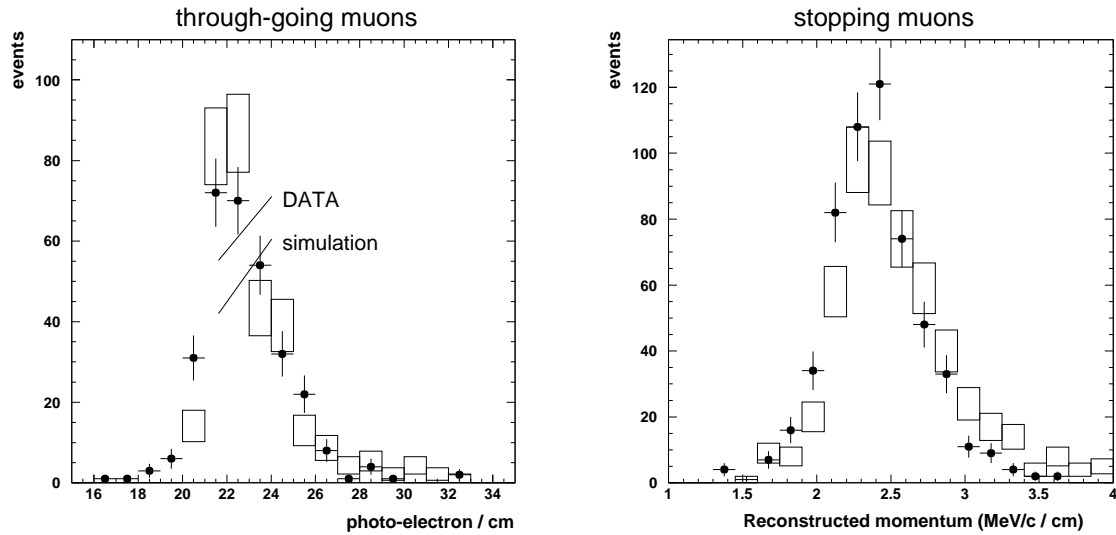 through-going muons
events
100
80
60
40
20
0
DATA
simulation
16 18 20 22 24 26 28 30 32 34
photo-electron / cm
stopping muons
events
120
100
80
60
40
20
0
1 1.5 2 2.5 3 3.5 4
Reconstructed momentum (MeV/c / cm)